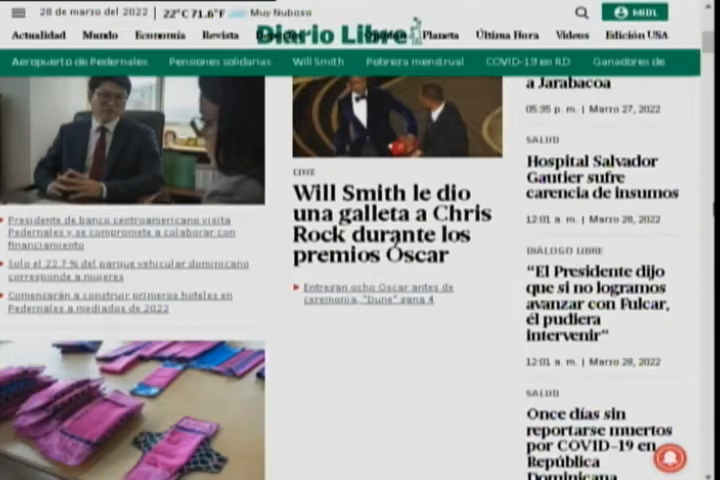 28 de marzo del 2022 | 22°C 71.6°F Muy Nuboso
MI DL
Actualidad Mundo Economía Revista Diario Libre Planeta Última Hora Videos Edición USA
Aeropuerto de Pedernales Pensiones solidarias Will Smith Pobreza menstrual COVID-19 en RD Ganadores de
Presidente de banco centroamericano visita
Pedernales y se compromete a colaborar con
financiamiento
Solo el 22.7 % del parque vehicular dominicano
corresponde a mujeres
Comenzarán a construir primeros hoteles en
Pedernales a mediados de 2022
CINE
Will Smith le dio
una galleta a Chris
Rock durante los
premios Óscar
Entregan ocho Óscar antes de
ceremonia, "Dune" gana 4
a Jarabacoa
05:35 p. m. | Marzo 27, 2022
SALUD
Hospital Salvador
Gautier sufre
carencia de insumos
12:01 a. m. | Marzo 28, 2022
DIÁLOGO LIBRE
“El Presidente dijo
que si no logramos
avanzar con Fulcar,
él pudiera
intervenir”
12:01 a. m. | Marzo 28, 2022
SALUD
Once días sin
reportarse muertos
por COVID-19 en
República
Dominicana